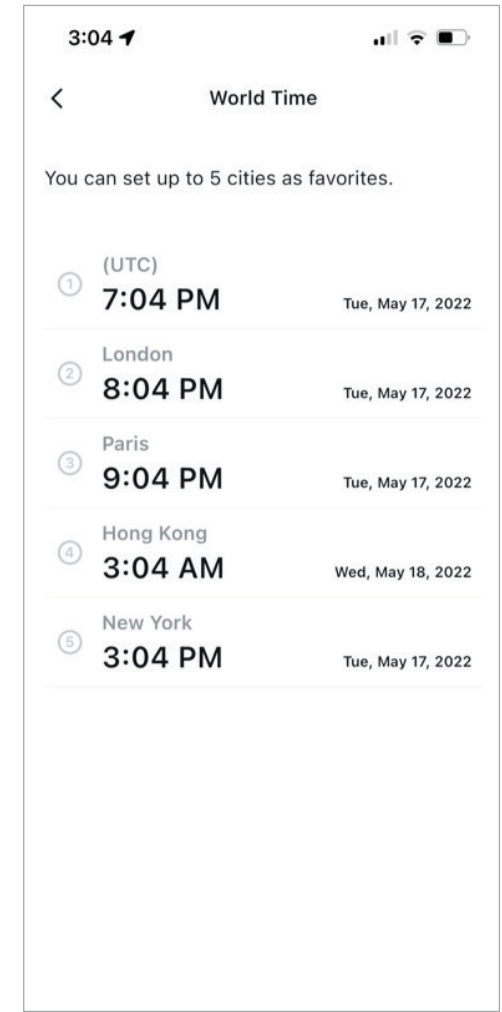 3:04
World Time
You can set up to 5 cities as favorites.
1
(UTC)
7:04 PM
Tue, May 17, 2022
2
London
8:04 PM
Tue, May 17, 2022
3
Paris
9:04 PM
Tue, May 17, 2022
4
Hong Kong
3:04 AM
Wed, May 18, 2022
5
New York
3:04 PM
Tue, May 17, 2022